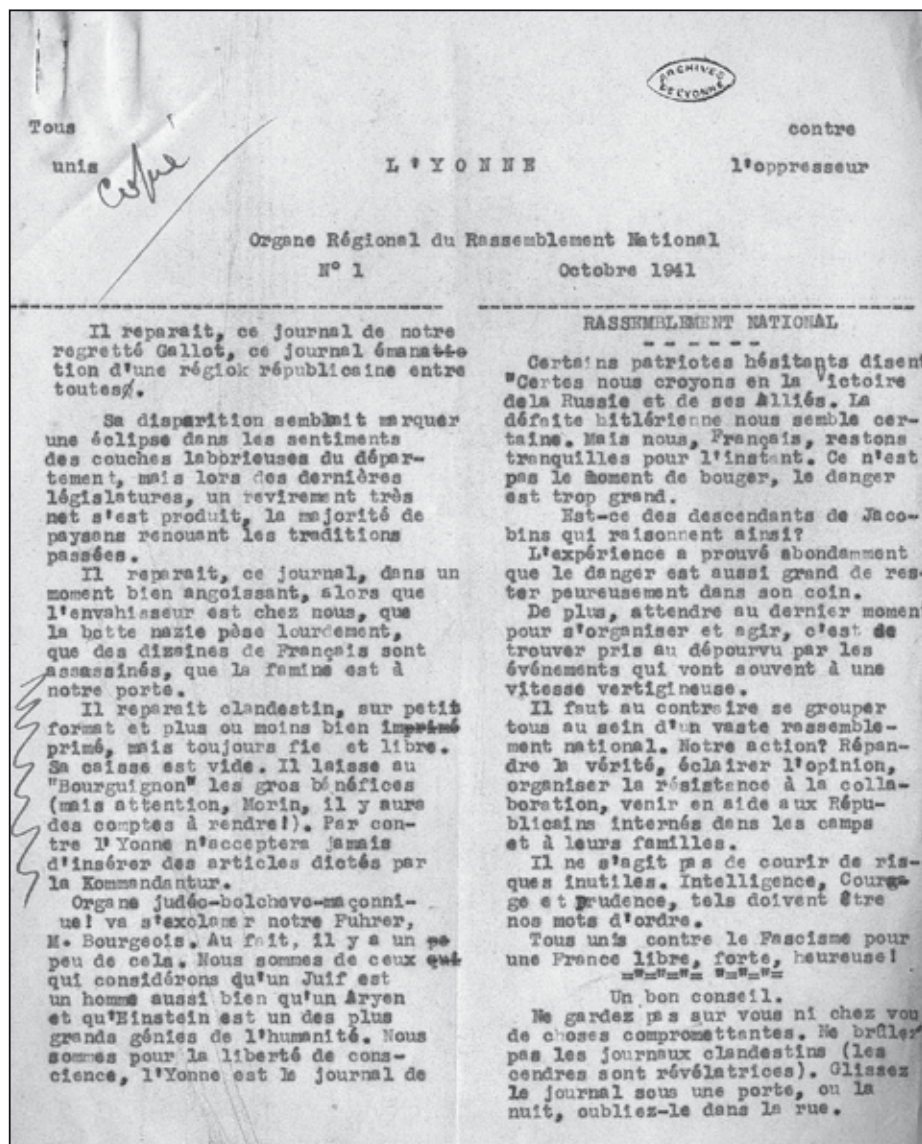 ARCHIVES
DE L'YONNE
Tous
contre
unis
copié
L'YONNE
l'oppresseur
Organe Régional du Rassemblement National
N° 1
Octobre 1941
Il reparait, ce journal de notre
regretté Gallot, ce journal émanatio
tion d'une régiok républicaine entre
toutes.
Sa disparition semblait marquer
une éclipse dans les sentiments
des couches laborieuses du dépar-
tement, mais lors des dernières
législatures, un revirement très
net s'est produit, la majorité de
paysans renouant les traditions
passées.
Il reparait, ce journal, dans un
moment bien angoissant, alors que
l'envahisseur est chez nous, que
la botte nazie pèse lourdement,
que des dizaines de Français sont
assassinés, que la famine est à
notre porte.
Il reparait clandestin, sur petit
format et plus ou moins bien imprimé
primé, mais toujours fie et libre.
Sa caisse est vide. Il laisse au
"Bourguignon" les gros bénéfices
(mais attention, Morin, il y aura
des comptes à rendre!). Par con-
tre l'Yonne n'acceptera jamais
d'insérer des articles dictés par
la Kommandantur.
Organe judéo-bolchevo-maçonni-
ue! va s'exclamer notre Fuhrer,
M. Bourgeois. Au fait, il y a un pe
peu de cela. Nous sommes de ceux qui
qui considérons qu'un Juif est
un homme aussi bien qu'un Aryen
et qu'Einstein est un des plus
grands génies de l'humanité. Nous
sommes pour la liberté de cons-
cience, l'Yonne est le journal de
RASSEMBLEMENT NATIONAL
Certains patriotes hésitants disent
"Certes nous croyons en la Victoire
dela Russie et de ses Alliés. La
défaite hitlérienne nous semble cer-
taine. Mais nous, Français, restons
tranquilles pour l'instant. Ce n'est
pas le moment de bouger, le danger
est trop grand.
Est-ce des descendants de Jaco-
bins qui raisonnent ainsi?
L'expérience a prouvé abondamment
que le danger est aussi grand de res-
ter peureusement dans son coin.
De plus, attendre au dernier moment
pour s'organiser et agir, c'est de
trouver pris au dépourvu par les
événements qui vont souvent à une
vitesse vertigineuse.
Il faut au contraire se grouper
tous au sein d'un vaste rassemble-
ment national. Notre action? Répan-
dre la vérité, éclairer l'opinion,
organiser la résistance à la colla-
boration, venir en aide aux Répu-
blicains internés dans les camps
et à leurs familles.
Il ne s'agit pas de courir de ris-
ques inutiles. Intelligence, Courga-
ge et prudence, tels doivent être
nos mots d'ordre.
Tous unis contre le Fascisme pour
une France libre, forte, heureuse!
="="="=" "="="=
Un bon conseil.
Ne gardez pas sur vous ni chez vou
de choses compromettantes. Ne brûlez
pas les journaux clandestins (les
cendres sont révélatrices). Glissez
le journal sous une porte, ou la
nuit, oubliez-le dans la rue.